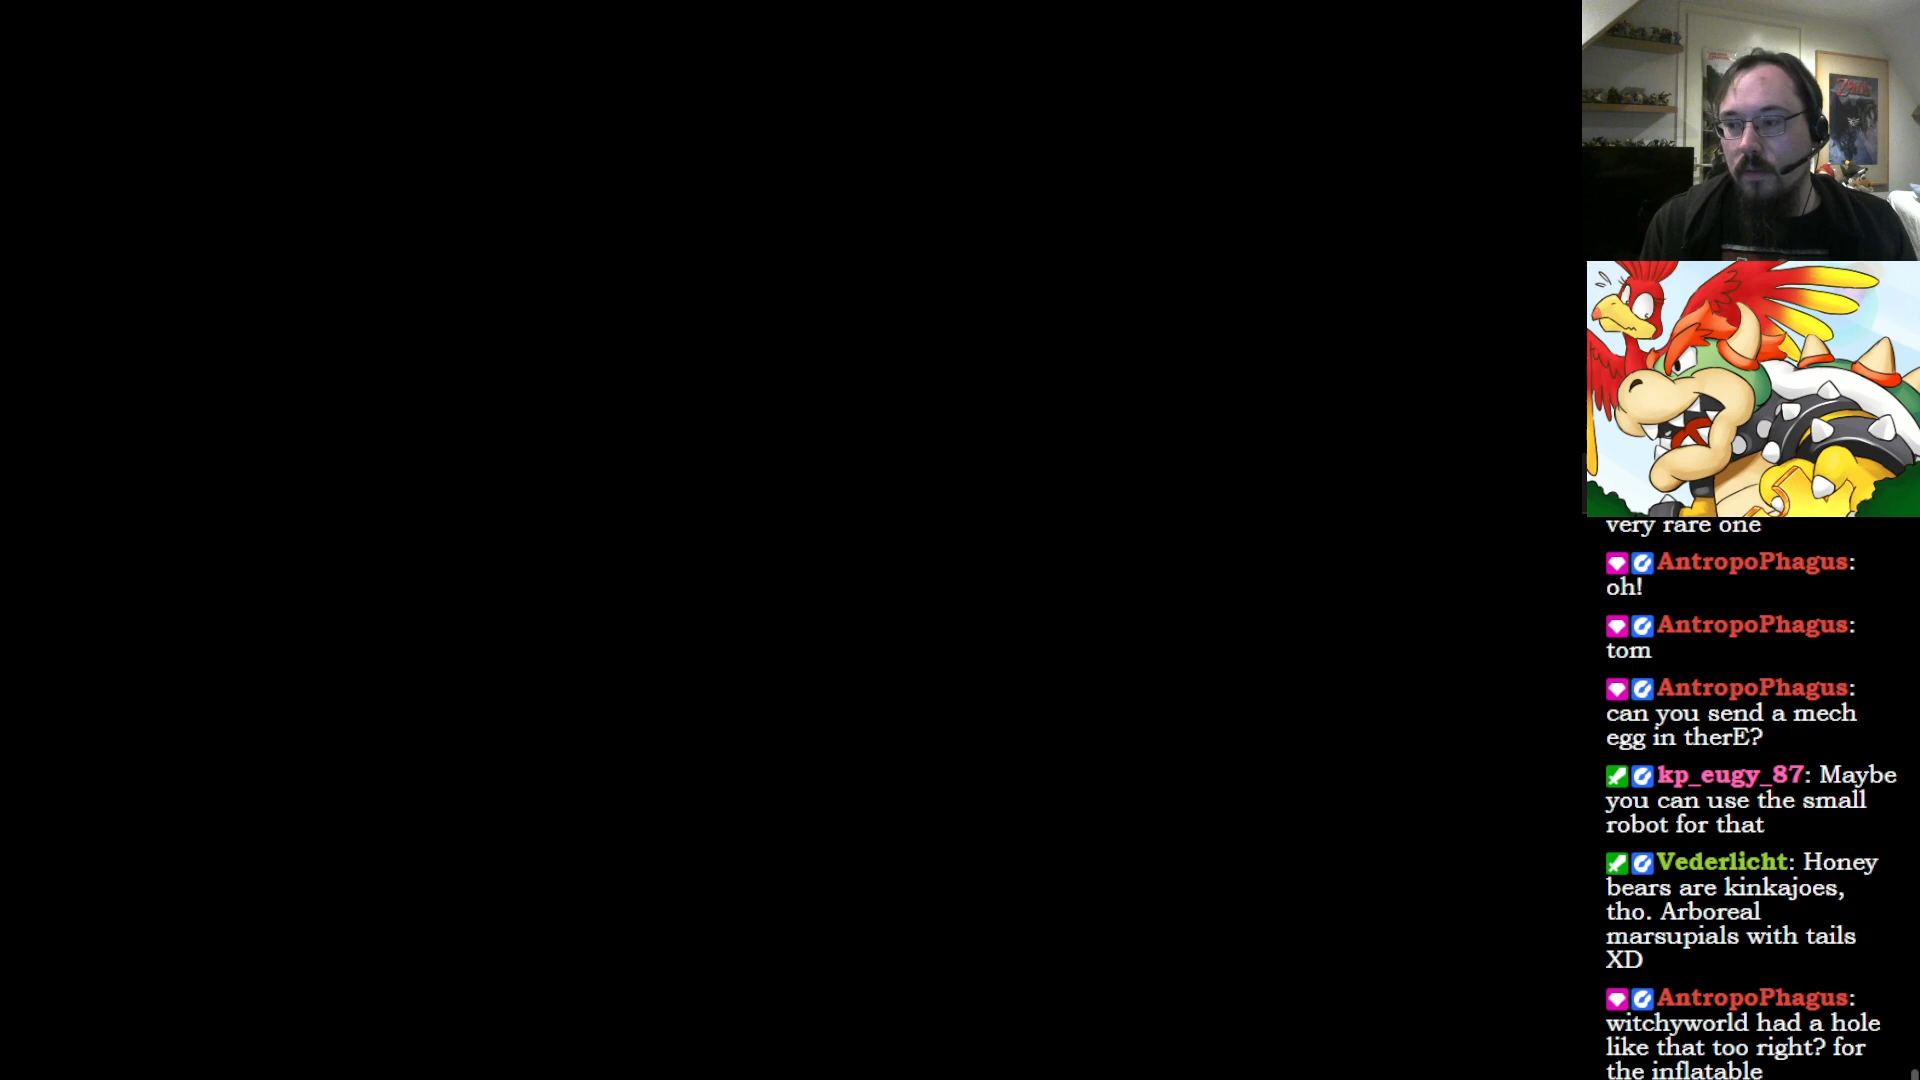 ZELDA
very rare one
AntropoPhagus:
oh!
AntropoPhagus:
tom
AntropoPhagus:
can you send a mech
egg in therE?
kp_eugy_87: Maybe
you can use the small
robot for that
Vederlicht: Honey
bears are kinkajoes,
tho. Arboreal
marsupials with tails
XD
AntropoPhagus:
witchyworld had a hole
like that too right? for
the inflatable